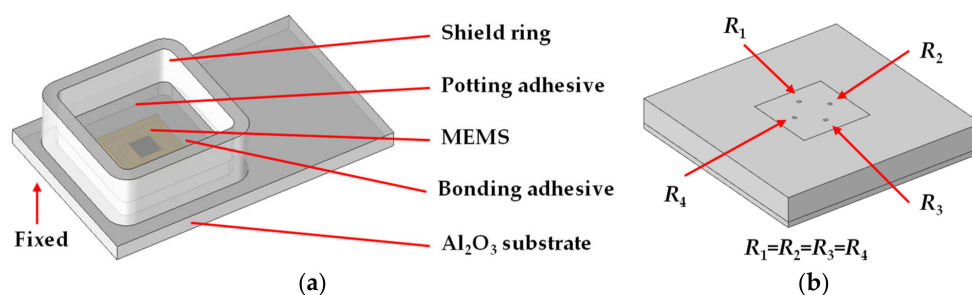 Shield ring
Potting adhesive
MEMS
Bonding adhesive
Al₂O₃ substrate
Fixed
(a)
R₁
R₂
R₃
R₄
R₁=R₂=R₃=R₄
(b)